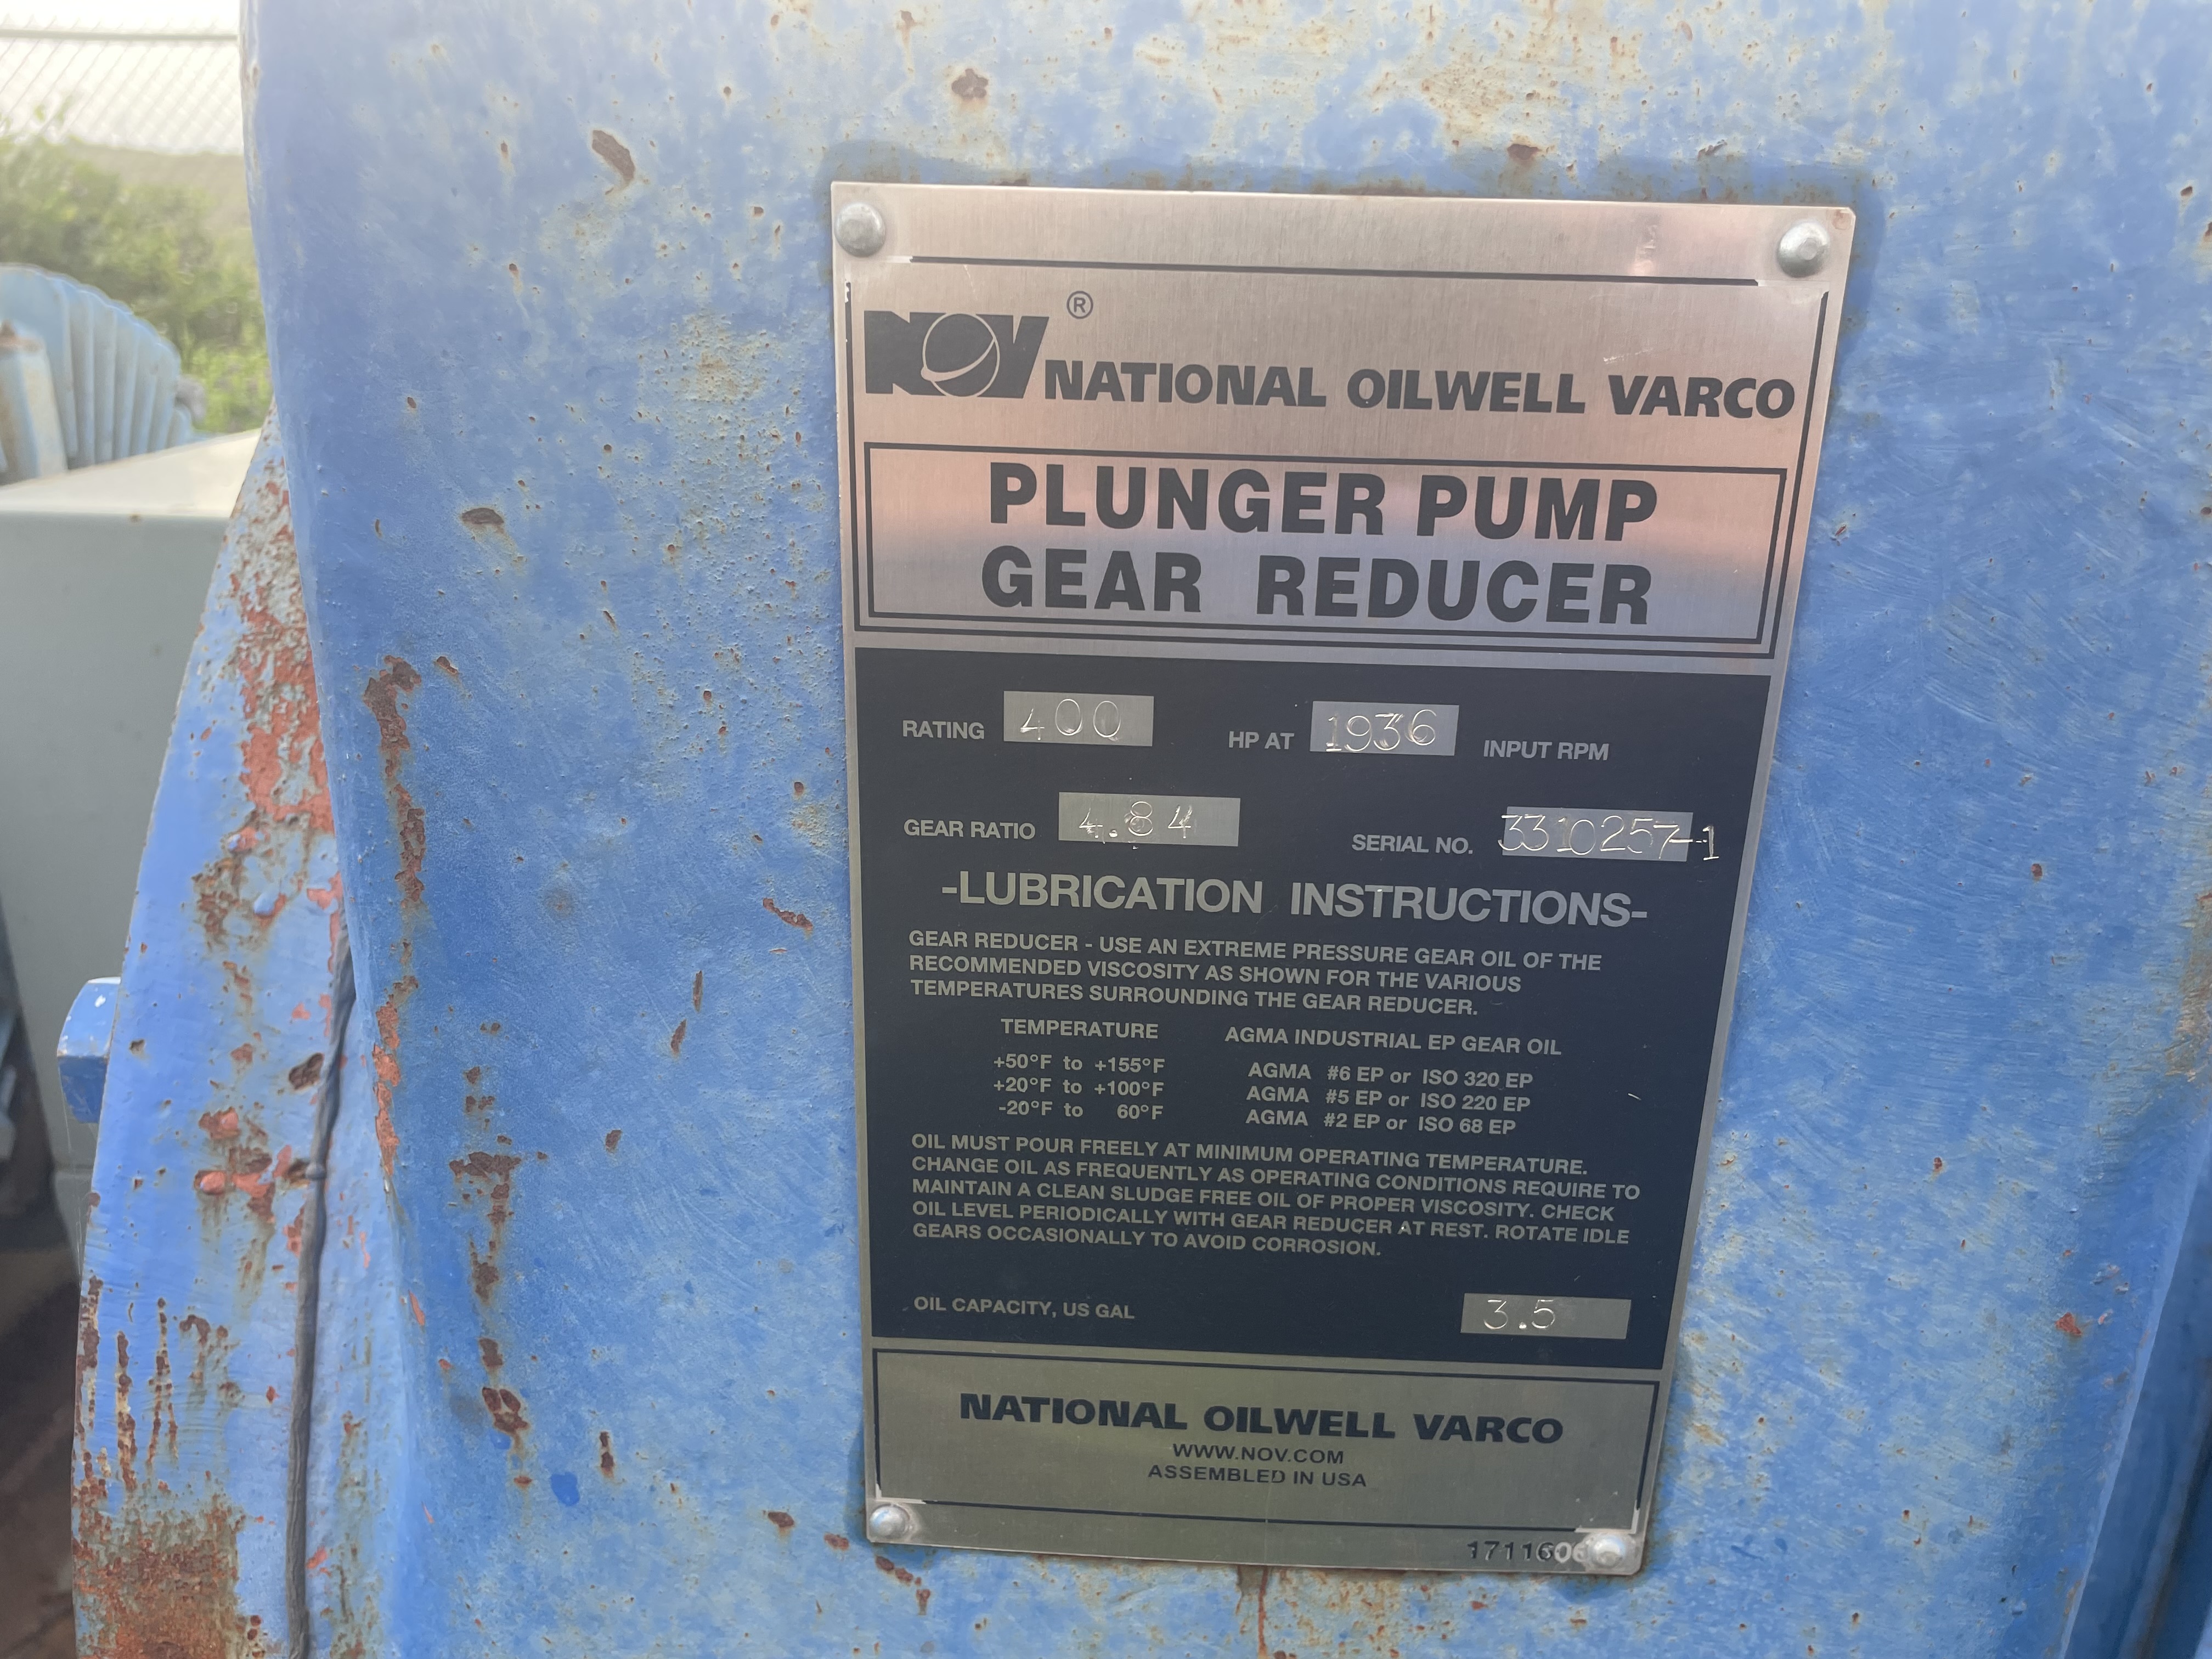 NOV ®
NATIONAL OILWELL VARCO
PLUNGER PUMP
GEAR REDUCER
RATING 400 HP AT 1936 INPUT RPM
GEAR RATIO 4.84 SERIAL NO. 3310257-1
-LUBRICATION INSTRUCTIONS-
GEAR REDUCER - USE AN EXTREME PRESSURE GEAR OIL OF THE
RECOMMENDED VISCOSITY AS SHOWN FOR THE VARIOUS
TEMPERATURES SURROUNDING THE GEAR REDUCER.
TEMPERATURE AGMA INDUSTRIAL EP GEAR OIL
+50°F to +155°F AGMA #6 EP or ISO 320 EP
+20°F to +100°F AGMA #5 EP or ISO 220 EP
-20°F to 60°F AGMA #2 EP or ISO 68 EP
OIL MUST POUR FREELY AT MINIMUM OPERATING TEMPERATURE.
CHANGE OIL AS FREQUENTLY AS OPERATING CONDITIONS REQUIRE TO
MAINTAIN A CLEAN SLUDGE FREE OIL OF PROPER VISCOSITY. CHECK
OIL LEVEL PERIODICALLY WITH GEAR REDUCER AT REST. ROTATE IDLE
GEARS OCCASIONALLY TO AVOID CORROSION.
OIL CAPACITY, US GAL 3.5
NATIONAL OILWELL VARCO
WWW.NOV.COM
ASSEMBLED IN USA